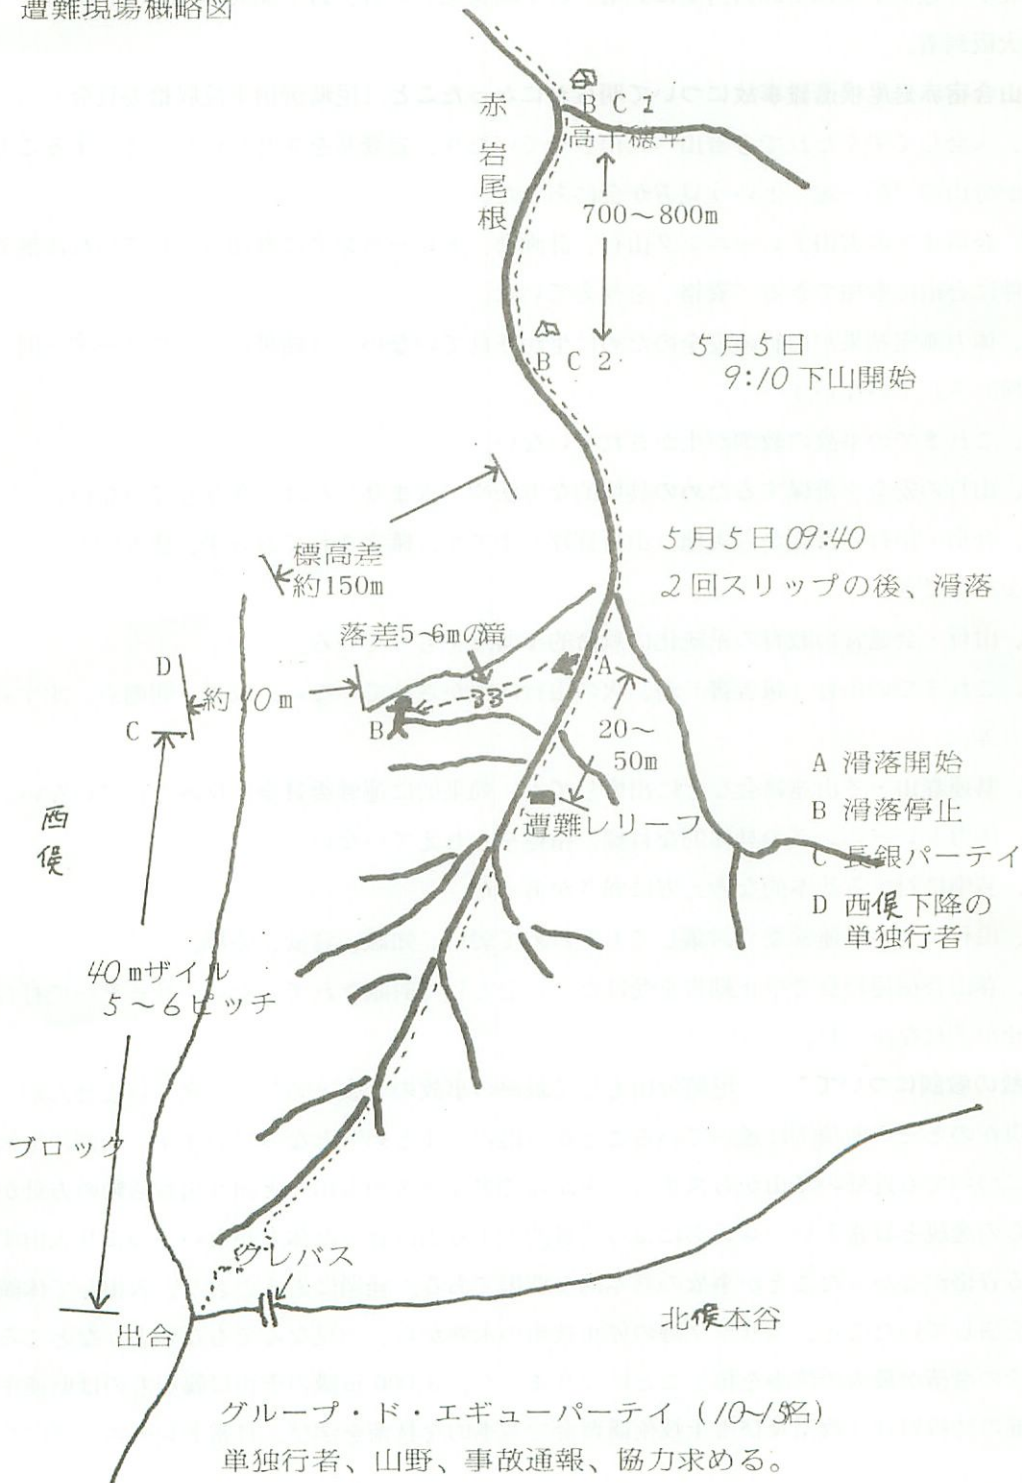 遭難現場概略図
赤岩尾根
BC1
高千穂平
700～800m
BC2
5月5日
9:10下山開始
5月5日09:40
2回スリップの後、滑落
標高差
約150m
落差5~6mの滝
D
約10m
C
B
A
20～
50m
遭難レリーフ
A 滑落開始
B 滑落停止
C 長銀パーテイ
D 西俣下降の
単独行者
西俣
40mザイル
5～6ピッチ
ブロック
クレバス
出合
北俣本谷
グループ・ド・エギューパーテイ（10~15名）
単独行者、山野、事故通報、協力求める。